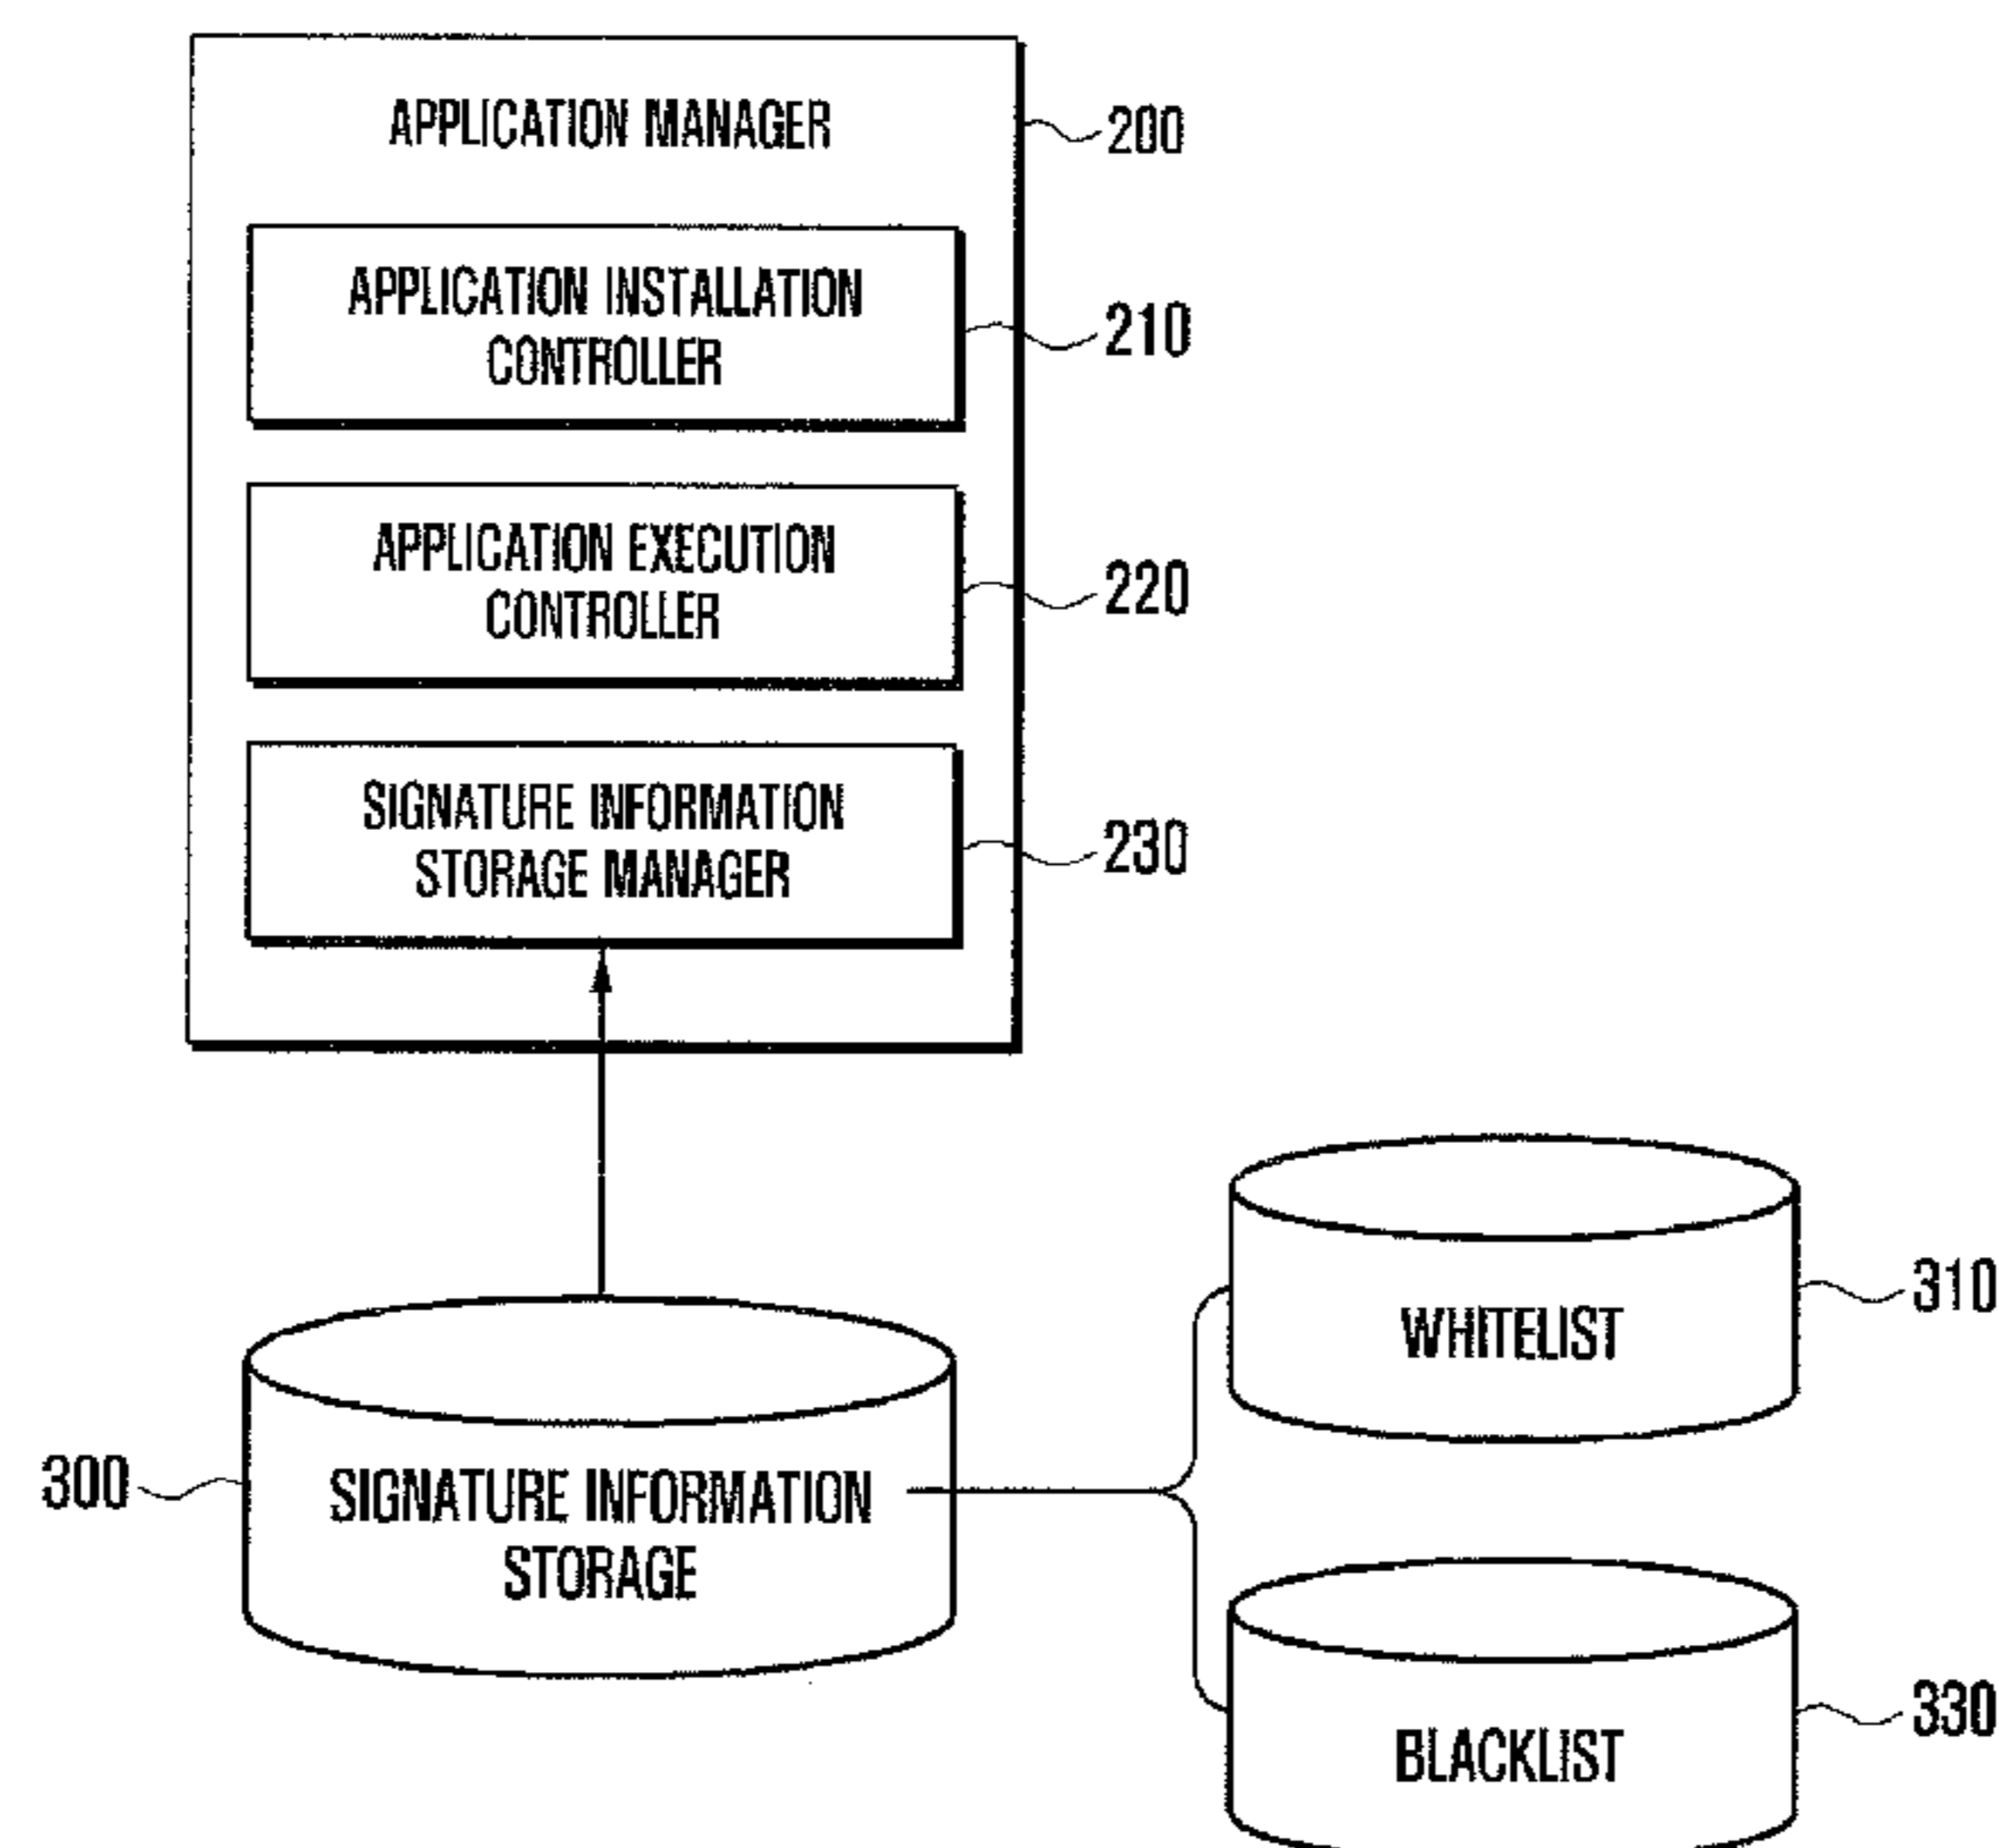 APPLICATION MANAGER
200
APPLICATION INSTALLATION
CONTROLLER
210
APPLICATION EXECUTION
CONTROLLER
220
SIGNATURE INFORMATION
STORAGE MANAGER
230
WHITELIST
310
300
SIGNATURE INFORMATION
STORAGE
BLACKLIST
330